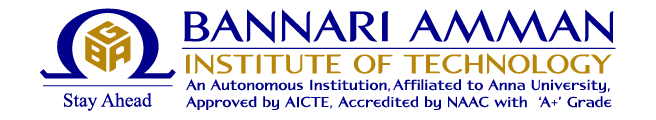 G
BA
Stay Ahead
BANNARI AMMAN
INSTITUTE OF TECHNOLOGY
An Autonomous Institution, Affiliated to Anna University,
Approved by AICTE, Accredited by NAAC with 'A+' Grade